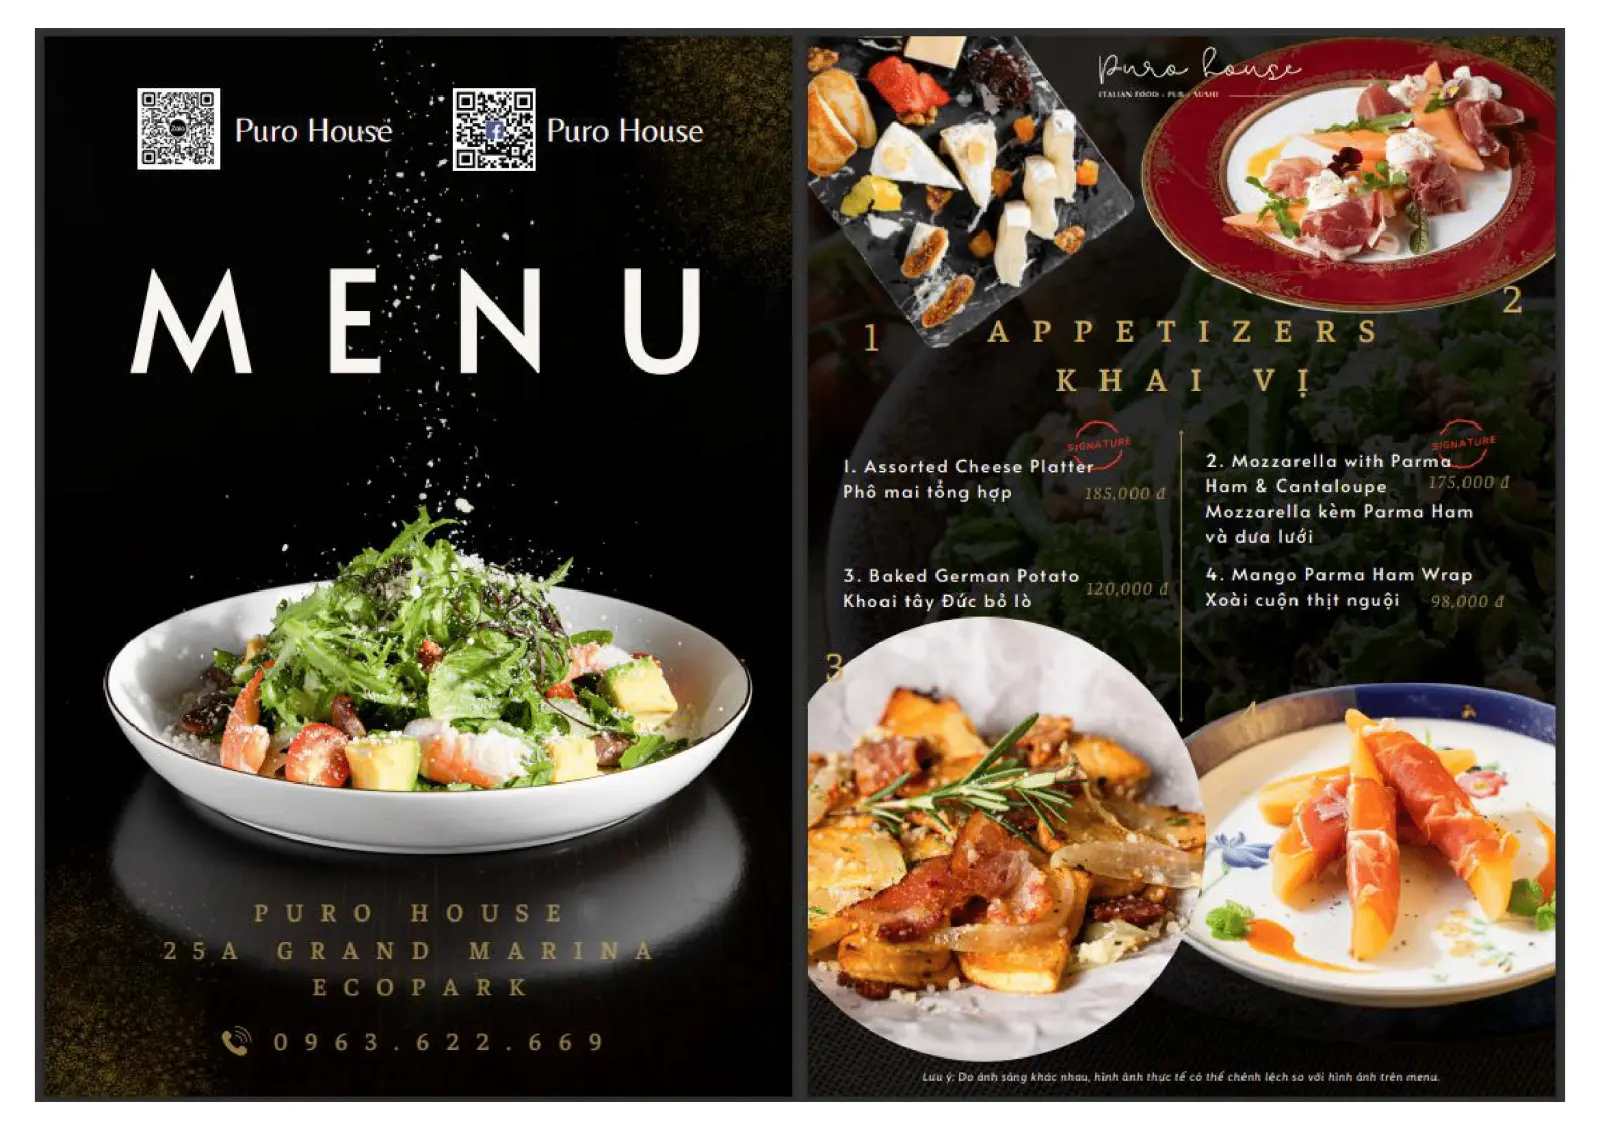 Zalo
Puro House
Puro House
MENU
PURO HOUSE
25A GRAND MARINA
ECOPARK
0963.622.669
puro house
ITALIAN FOOD - PUB - SUSHI
1
2
APPETIZERS
KHAI VỊ
SIGNATURE
1. Assorted Cheese Platter
Phô mai tổng hợp
185,000 đ
SIGNATURE
2. Mozzarella with Parma
Ham & Cantaloupe
175,000 đ
Mozzarella kèm Parma Ham
và dưa lưới
3. Baked German Potato
Khoai tây Đức bỏ lò
120,000 đ
4. Mango Parma Ham Wrap
Xoài cuộn thịt nguội
98,000 đ
3
4
Lưu ý: Do ánh sáng khác nhau, hình ảnh thực tế có thể chênh lệch so với hình ảnh trên menu.